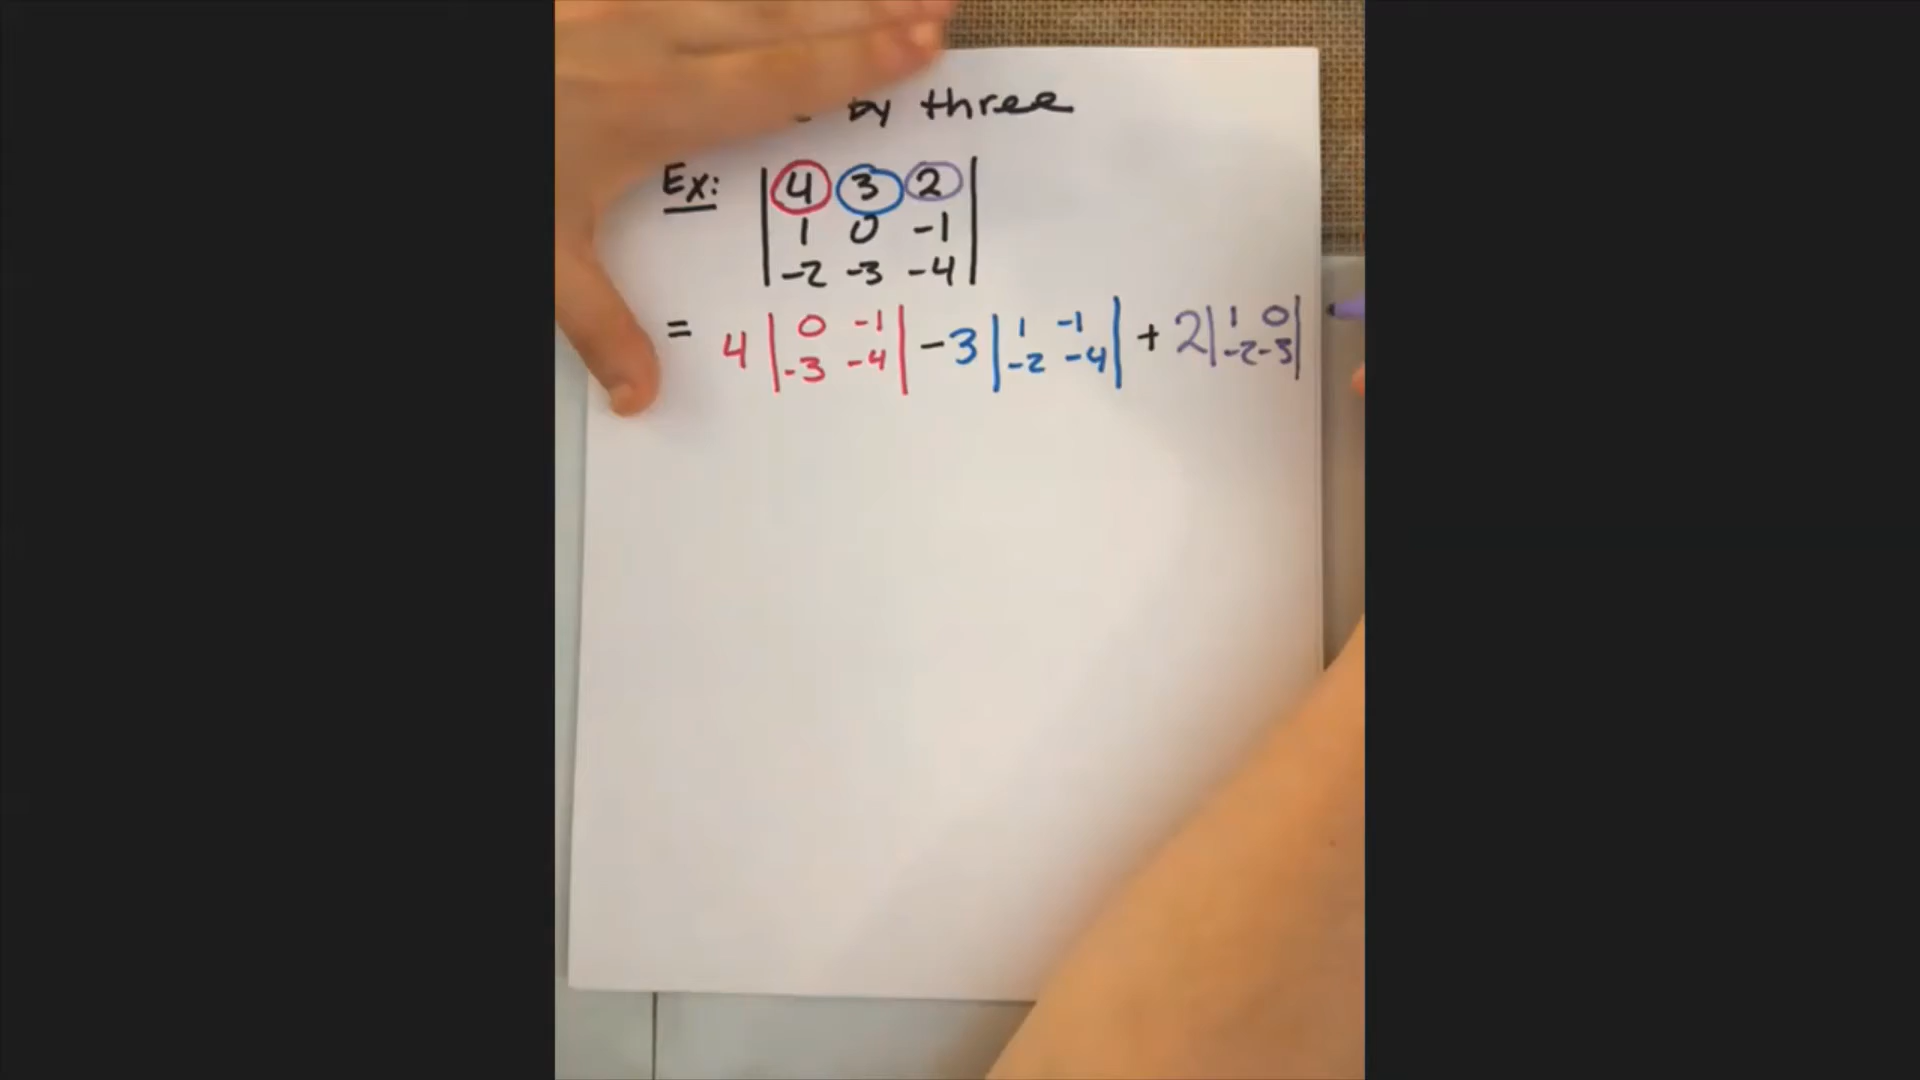 by three
Ex: | 4 3 2 |
| 1 0 -1 |
| -2 -3 -4 |
= 4 | 0 -1 | - 3 | 1 -1 | + 2 | 1 0 |
| -3 -4 | | -2 -4 | | -2 -3 |